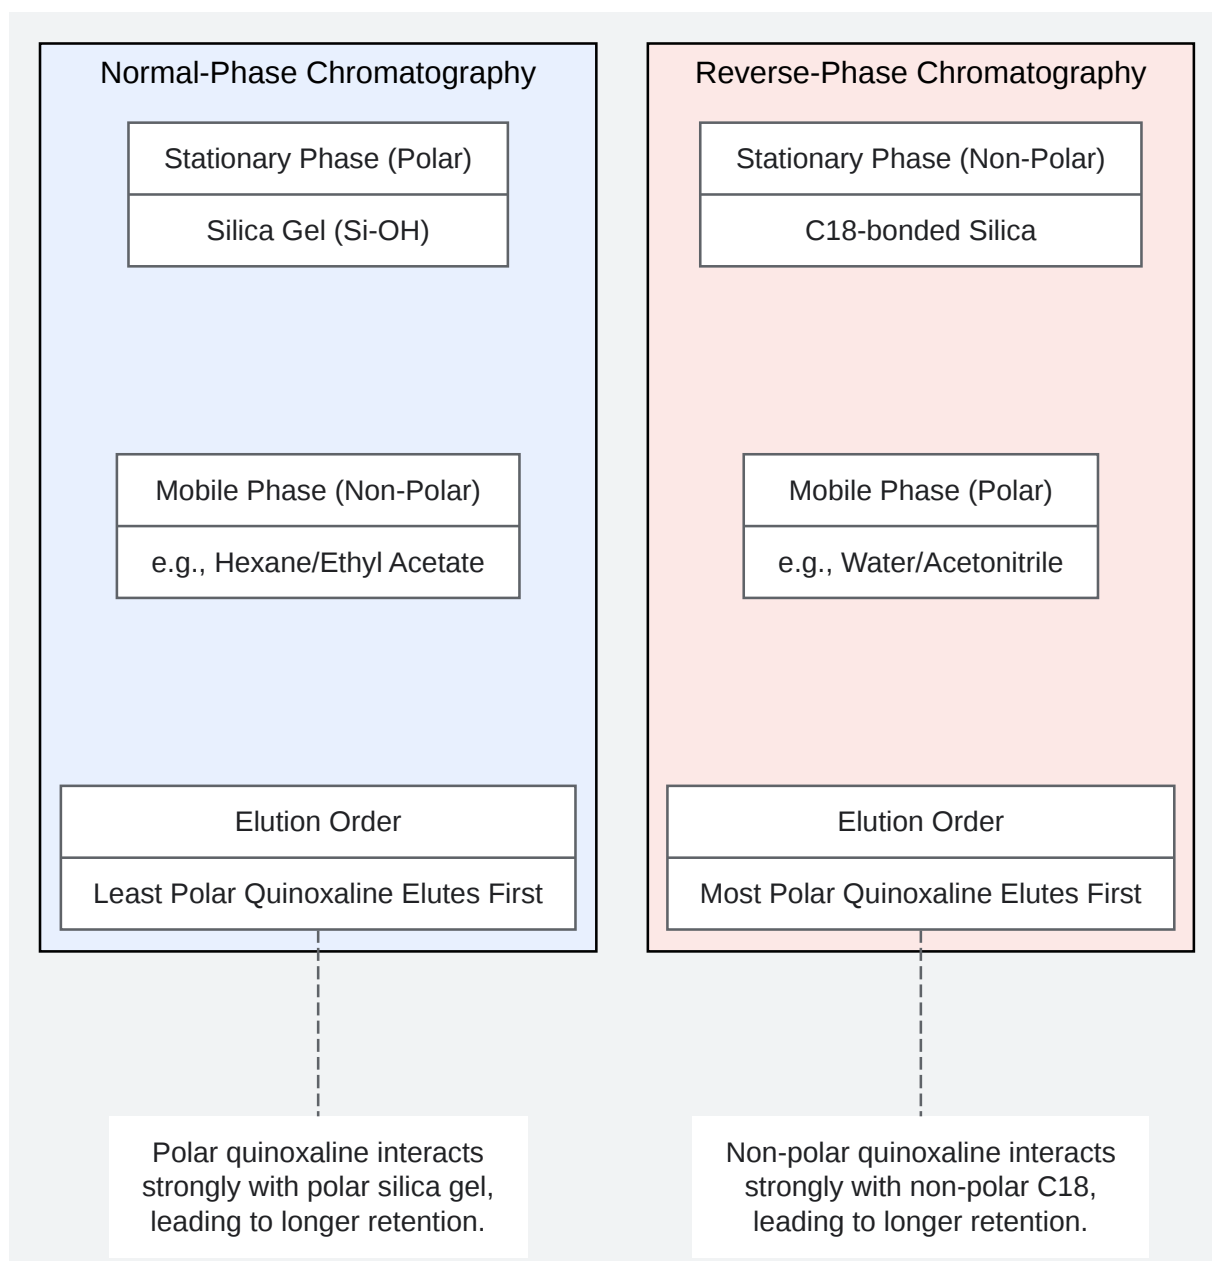 Normal-Phase Chromatography
Stationary Phase (Polar)
Silica Gel (Si-OH)
Mobile Phase (Non-Polar)
e.g., Hexane/Ethyl Acetate
Elution Order
Least Polar Quinoxaline Elutes First
Polar quinoxaline interacts
strongly with polar silica gel,
leading to longer retention.
Reverse-Phase Chromatography
Stationary Phase (Non-Polar)
C18-bonded Silica
Mobile Phase (Polar)
e.g., Water/Acetonitrile
Elution Order
Most Polar Quinoxaline Elutes First
Non-polar quinoxaline interacts
strongly with non-polar C18,
leading to longer retention.